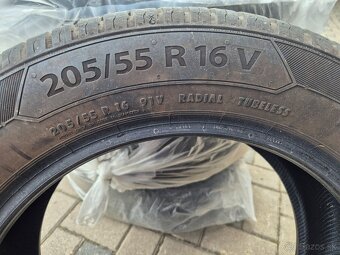 205/55 R 16 V
205/55 R 16 91V RADIAL TUBELESS